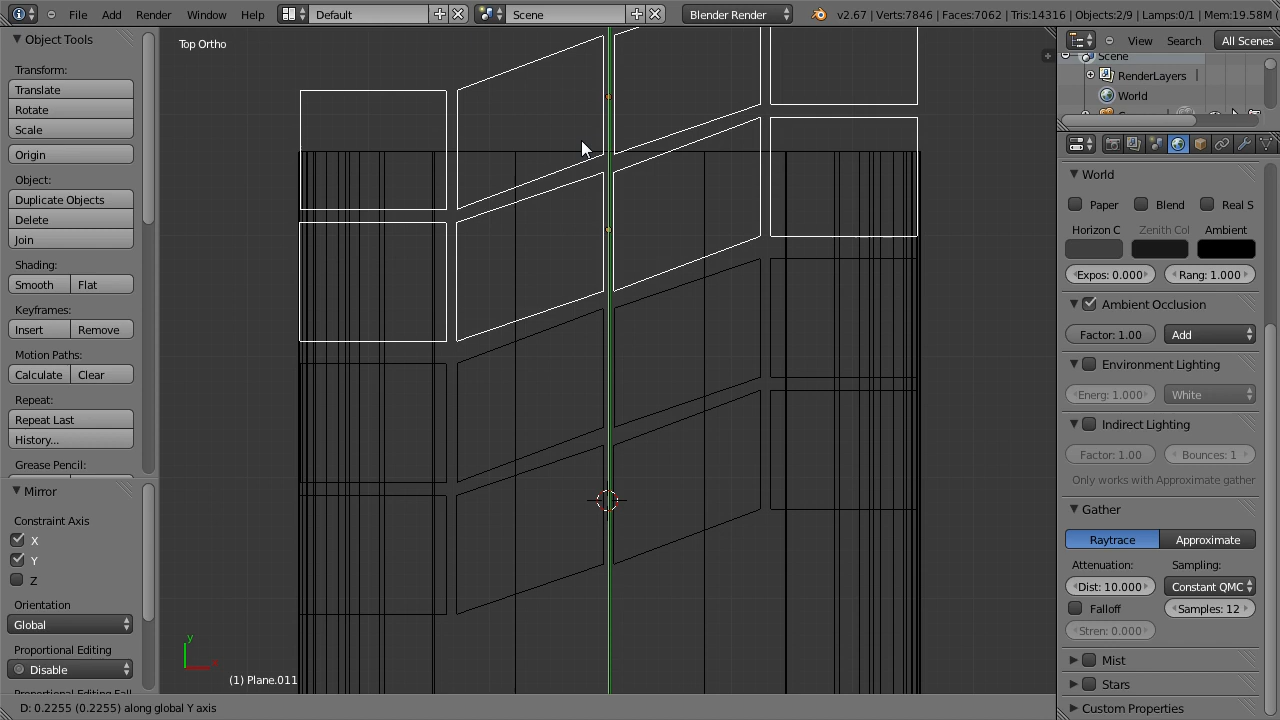 File Add Render Window Help Default Scene Blender Render v2.67 | Verts:7846 | Faces:7062 | Tris:14316 | Objects:2/9 | Lamps:0/1 | Mem:19.58M
Object Tools
Transform:
Translate
Rotate
Scale
Origin
Object:
Duplicate Objects
Delete
Join
Shading:
Smooth Flat
Keyframes:
Insert Remove
Motion Paths:
Calculate Clear
Repeat:
Repeat Last
History...
Grease Pencil:
Mirror
Constraint Axis
X
Y
Z
Orientation
Global
Proportional Editing
Disable
Top Ortho
y
(1) Plane.011
D: 0.2255 (0.2255) along global Y axis
View Search All Scenes
Scene
RenderLayers
World
World
Paper Blend Real S
Horizon C Zenith Col Ambient
Expos: 0.000 Rang: 1.000
Ambient Occlusion
Factor: 1.00 Add
Environment Lighting
Energ: 1.000 White
Indirect Lighting
Factor: 1.00 Bounces: 1
Only works with Approximate gather
Gather
Raytrace Approximate
Attenuation: Sampling:
Dist: 10.000 Constant QMC
Falloff Samples: 12
Stren: 0.000
Mist
Stars
Custom Properties